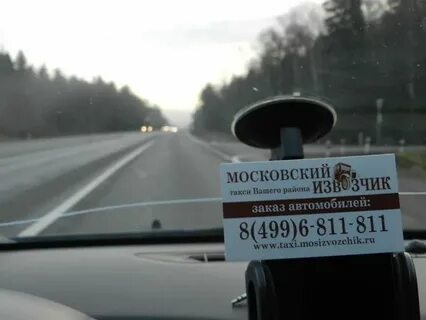 МОСКОВСКИЙ
такси Вашего района ИЗВОЗЧИК
заказ автомобилей:
8(499)6-811-811
www.taxi.mosizvozchik.ru